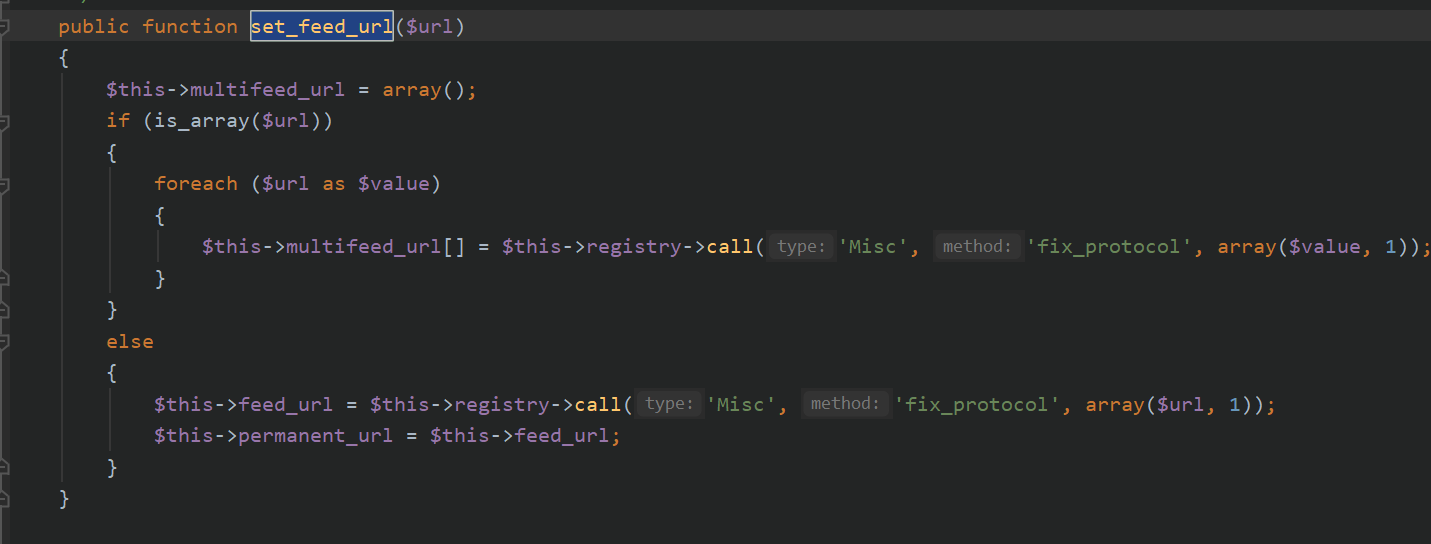 public function set_feed_url($url)
{
$this->multifeed_url = array();
if (is_array($url))
{
foreach ($url as $value)
{
$this->multifeed_url[] = $this->registry->call( type: 'Misc', method: 'fix_protocol', array($value, 1));
}
}
else
{
$this->feed_url = $this->registry->call( type: 'Misc', method: 'fix_protocol', array($url, 1));
$this->permanent_url = $this->feed_url;
}
}